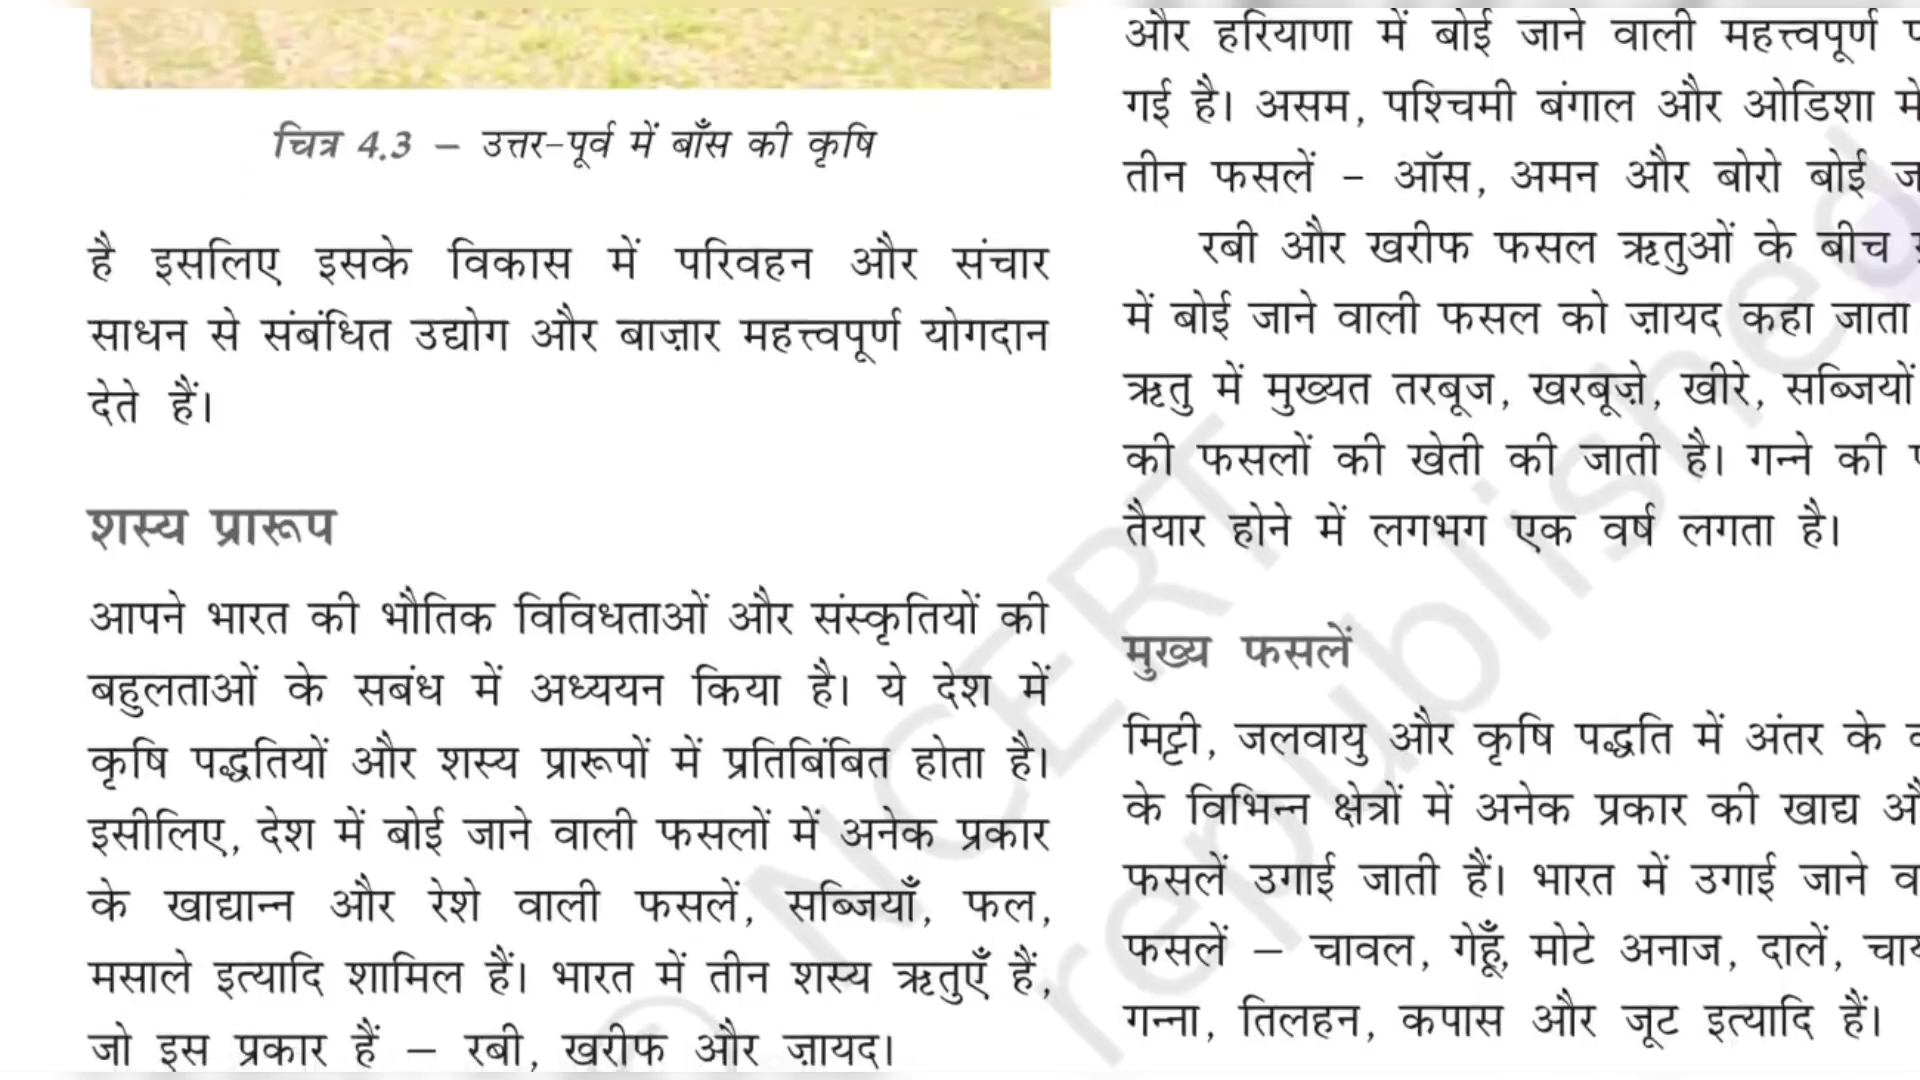 चित्र 4.3 – उत्तर-पूर्व में बाँस की कृषि
है इसलिए इसके विकास में परिवहन और संचार
साधन से संबंधित उद्योग और बाज़ार महत्त्वपूर्ण योगदान
देते हैं।
शस्य प्रारूप
आपने भारत की भौतिक विविधताओं और संस्कृतियों की
बहुलताओं के सबंध में अध्ययन किया है। ये देश में
कृषि पद्धतियों और शस्य प्रारूपों में प्रतिबिंबित होता है।
इसीलिए, देश में बोई जाने वाली फसलों में अनेक प्रकार
के खाद्यान्न और रेशे वाली फसलें, सब्जियाँ, फल,
मसाले इत्यादि शामिल हैं। भारत में तीन शस्य ऋतुएँ हैं,
जो इस प्रकार हैं – रबी, खरीफ और ज़ायद।
और हरियाणा में बोई जाने वाली महत्त्वपूर्ण
गई है। असम, पश्चिमी बंगाल और ओडिशा में
तीन फसलें – ऑस, अमन और बोरो बोई
रबी और खरीफ फसल ऋतुओं के बीच
में बोई जाने वाली फसल को ज़ायद कहा जाता
ऋतु में मुख्यत तरबूज, खरबूज़े, खीरे, सब्जियों
की फसलों की खेती की जाती है। गन्ने की
तैयार होने में लगभग एक वर्ष लगता है।
मुख्य फसलें
मिट्टी, जलवायु और कृषि पद्धति में अंतर के
के विभिन्न क्षेत्रों में अनेक प्रकार की खाद्य
फसलें उगाई जाती हैं। भारत में उगाई जाने
फसलें – चावल, गेहूँ, मोटे अनाज, दालें,
गन्ना, तिलहन, कपास और जूट इत्यादि हैं।
NCERT
republished